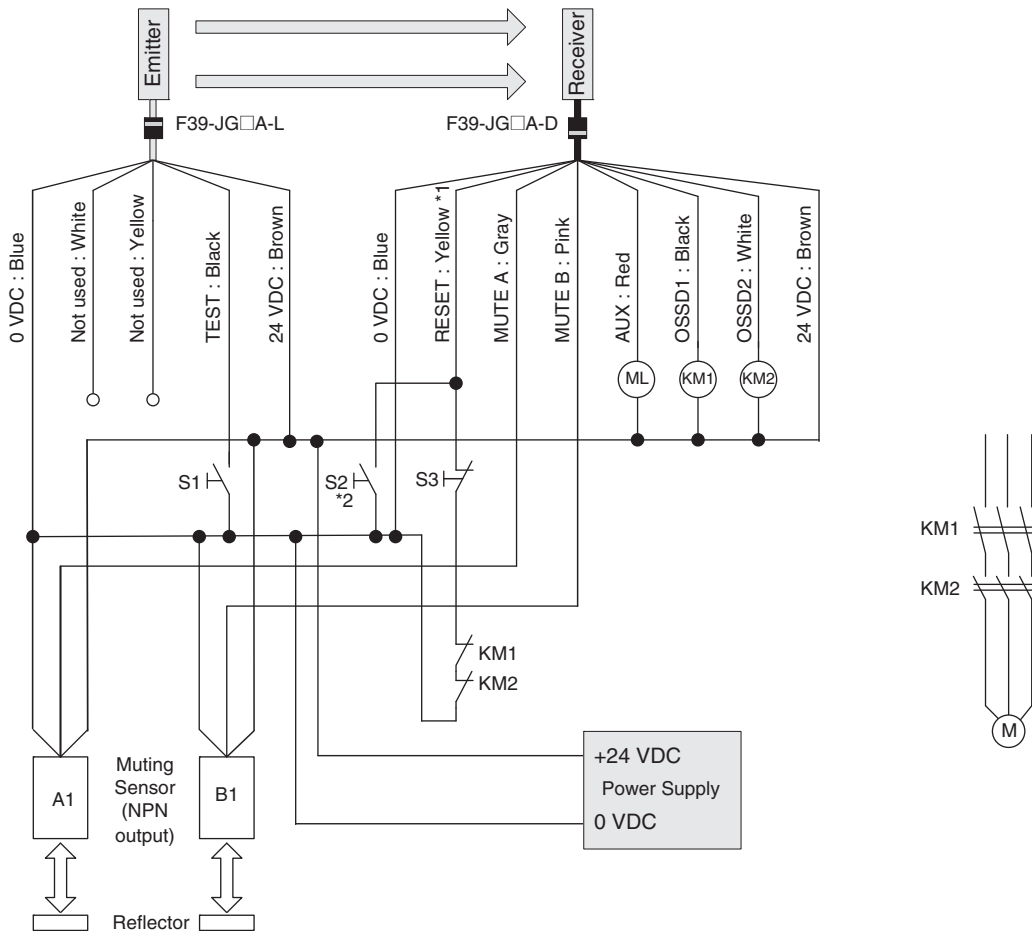 Emitter
Receiver
F39-JG□A-L
F39-JG□A-D
0 VDC : Blue
Not used : White
Not used : Yellow
TEST : Black
24 VDC : Brown
0 VDC : Blue
RESET : Yellow *1
MUTE A : Gray
MUTE B : Pink
AUX : Red
OSSD1 : Black
OSSD2 : White
24 VDC : Brown
ML
KM1
KM2
S1
S2
*2
S3
KM1
KM2
KM1
KM2
M
A1
Muting
Sensor
(NPN
output)
B1
+24 VDC
Power Supply
0 VDC
Reflector